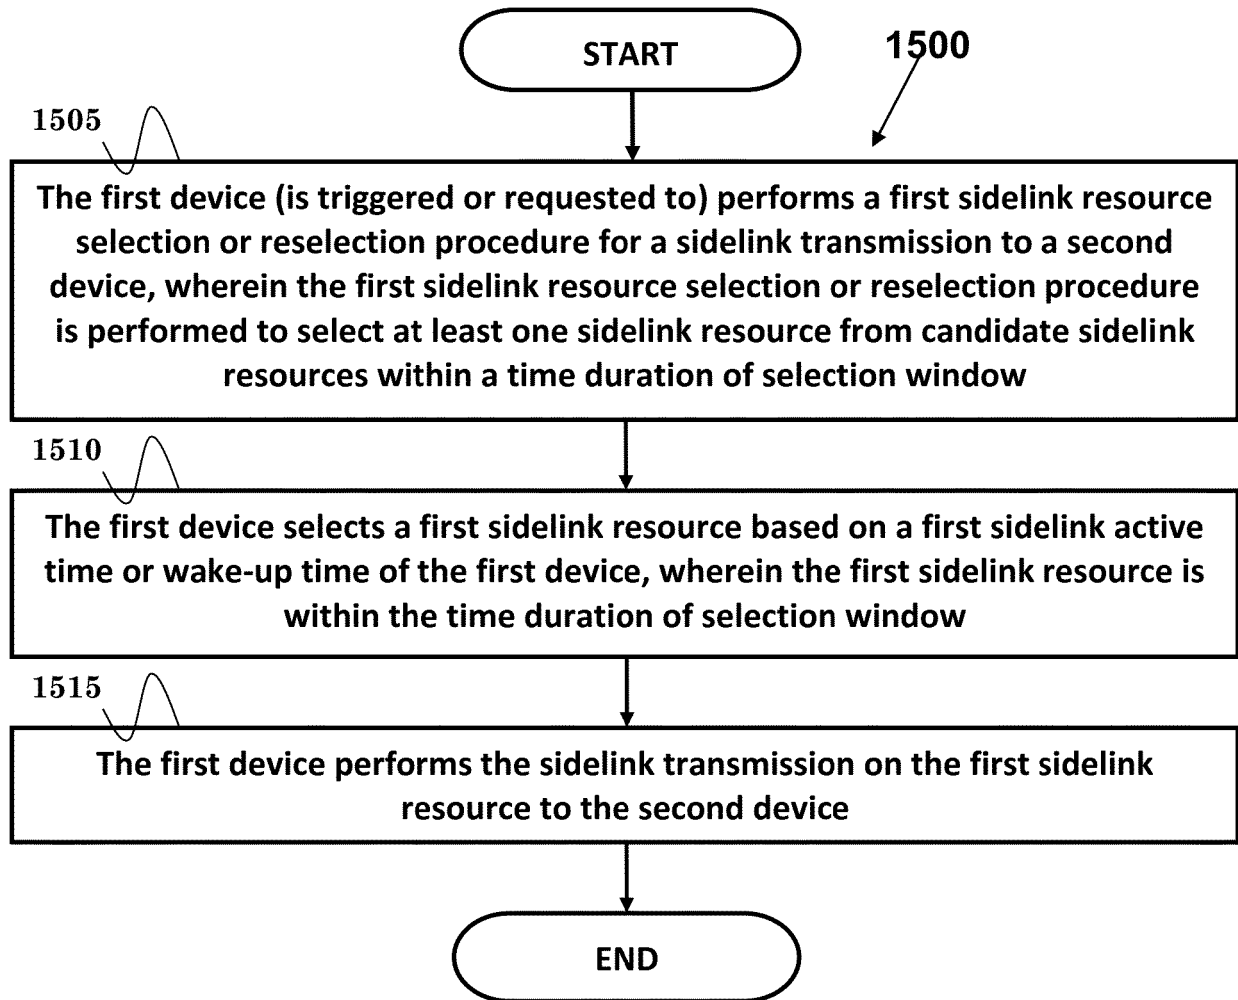 START
1500
1505
The first device (is triggered or requested to) performs a first sidelink resource
selection or reselection procedure for a sidelink transmission to a second
device, wherein the first sidelink resource selection or reselection procedure
is performed to select at least one sidelink resource from candidate sidelink
resources within a time duration of selection window
1510
The first device selects a first sidelink resource based on a first sidelink active
time or wake-up time of the first device, wherein the first sidelink resource is
within the time duration of selection window
1515
The first device performs the sidelink transmission on the first sidelink
resource to the second device
END